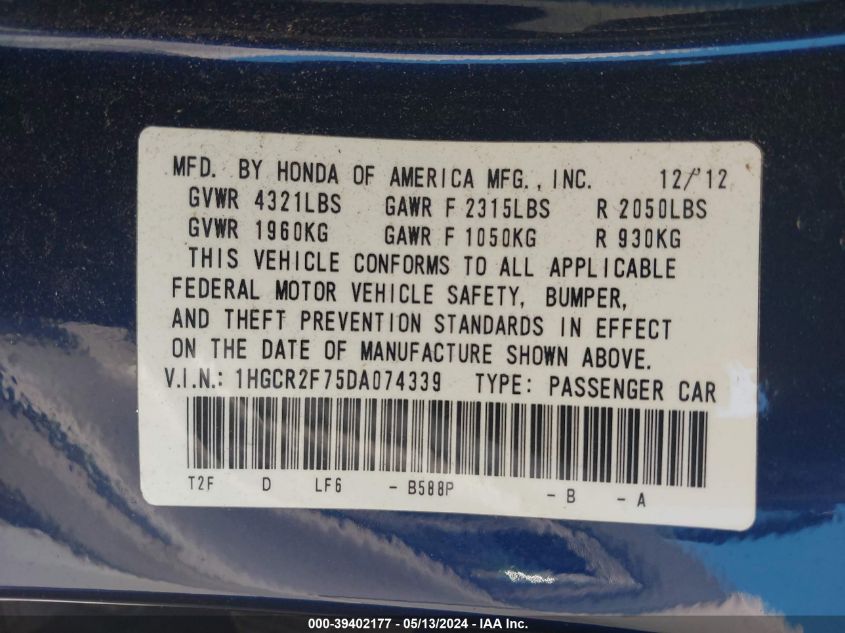 MFD. BY HONDA OF AMERICA MFG., INC. 12/'12
GVWR 4321LBS GAWR F 2315LBS R 2050LBS
GVWR 1960KG GAWR F 1050KG R 930KG
THIS VEHICLE CONFORMS TO ALL APPLICABLE
FEDERAL MOTOR VEHICLE SAFETY, BUMPER,
AND THEFT PREVENTION STANDARDS IN EFFECT
ON THE DATE OF MANUFACTURE SHOWN ABOVE.
V.I.N.: 1HGCR2F75DA074339 TYPE: PASSENGER CAR
T2F D LF6 - B588P - B - A
000-39402177 - 05/13/2024 - IAA Inc.